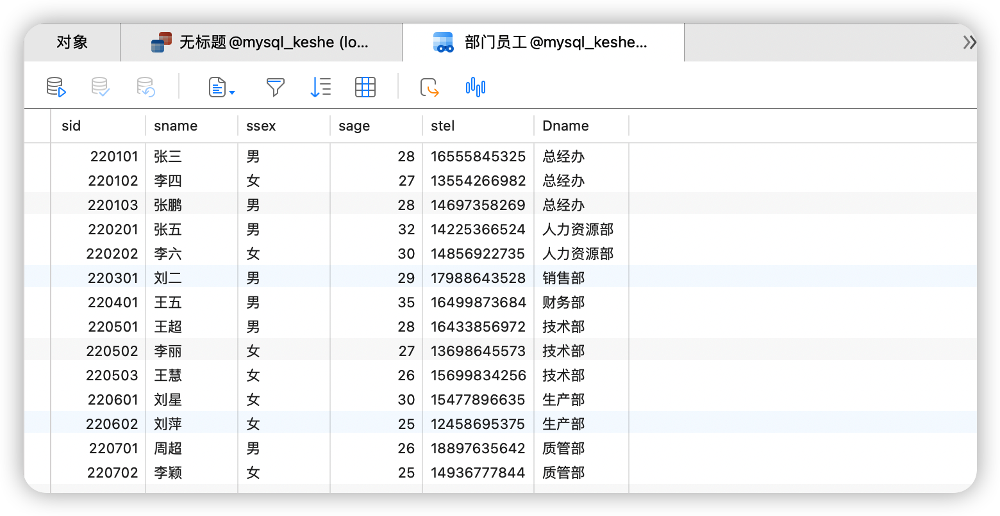 对象 无标题@mysql_keshe (lo... 部门员工@mysql_keshe...
sid sname ssex sage stel Dname
220101 张三 男 28 16555845325 总经办
220102 李四 女 27 13554266982 总经办
220103 张鹏 男 28 14697358269 总经办
220201 张五 男 32 14225366524 人力资源部
220202 李六 女 30 14856922735 人力资源部
220301 刘二 男 29 17988643528 销售部
220401 王五 男 35 16499873684 财务部
220501 王超 男 28 16433856972 技术部
220502 李丽 女 27 13698645573 技术部
220503 王慧 女 26 15699834256 技术部
220601 刘星 女 30 15477896635 生产部
220602 刘萍 女 25 12458695375 生产部
220701 周超 男 26 18897635642 质管部
220702 李颖 女 25 14936777844 质管部